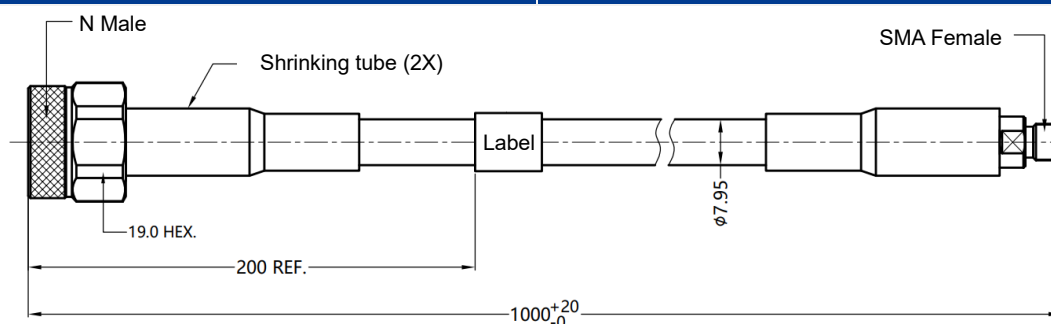 N Male
SMA Female
Shrinking tube (2X)
Label
ϕ7.95
19.0 HEX.
200 REF.
1000+20
-0